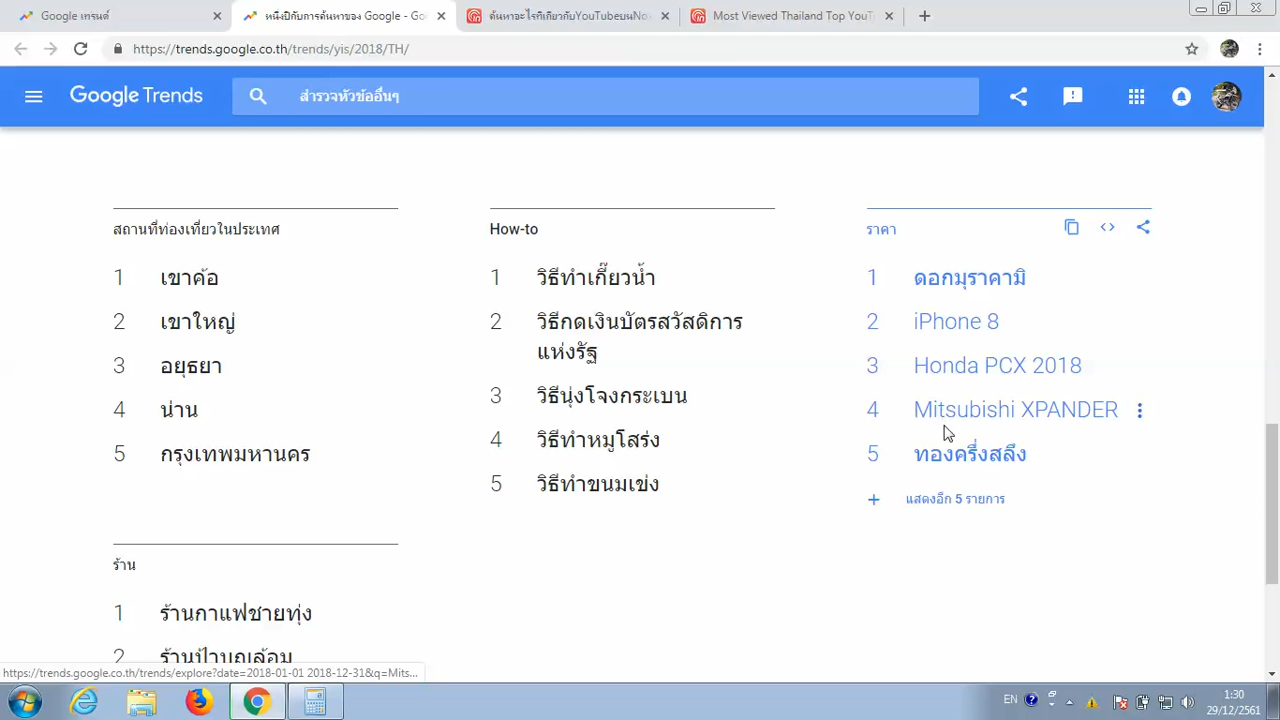 Google เทรนด์
หนึ่งปีกับการค้นหาของ Google - Go
ค้นหาอะไรที่เกี่ยวกับYouTubeบนNo
Most Viewed Thailand Top YouT
https://trends.google.co.th/trends/yis/2018/TH/
Google Trends
สำรวจหัวข้ออื่นๆ
สถานที่ท่องเที่ยวในประเทศ
1 เขาค้อ
2 เขาใหญ่
3 อยุธยา
4 น่าน
5 กรุงเทพมหานคร
How-to
1 วิธีทำเกี๊ยวน้ำ
2 วิธีกดเงินบัตรสวัสดิการ
แห่งรัฐ
3 วิธีนุ่งโจงกระเบน
4 วิธีทำหมูโสร่ง
5 วิธีทำขนมเข่ง
ราคา
1 ดอกมุราคามิ
2 iPhone 8
3 Honda PCX 2018
4 Mitsubishi XPANDER
5 ทองครึ่งสลึง
+ แสดงอีก 5 รายการ
ร้าน
1 ร้านกาแฟชายทุ่ง
2 ร้านป้าบุญล้อม
https://trends.google.co.th/trends/explore?date=2018-01-01 2018-12-31&q=Mits...
EN
1:30
29/12/2561